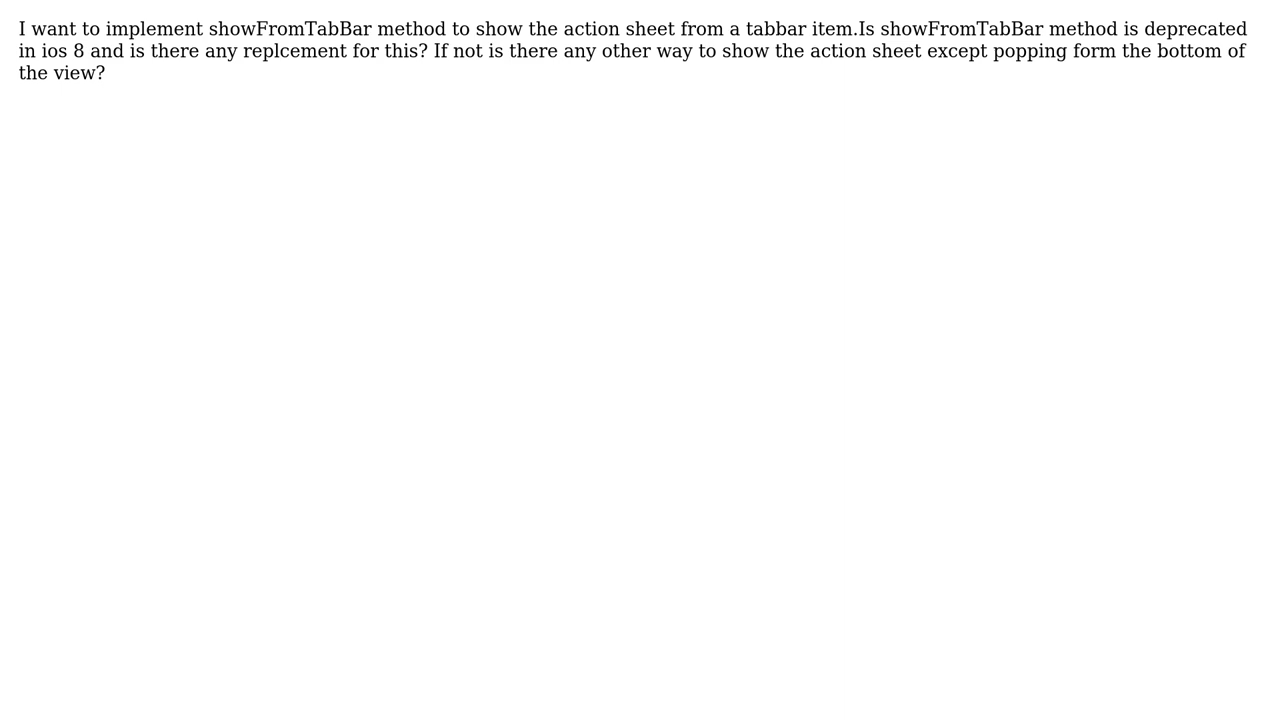 I want to implement showFromTabBar method to show the action sheet from a tabbar item.Is showFromTabBar method is deprecated
in ios 8 and is there any replcement for this? If not is there any other way to show the action sheet except popping form the bottom of
the view?